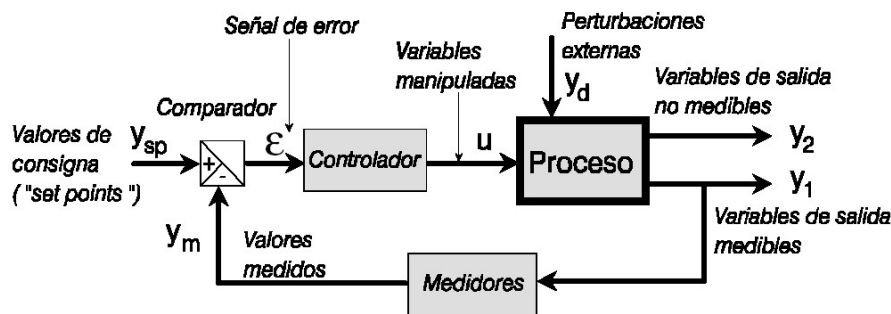 Señal de error
Perturbaciones
externas
Variables
manipuladas
y_d
Variables de salida
no medibles
Comparador
Valores de
consigna
( "set points ")
y_sp
+
-
ε
Controlador
u
Proceso
y_2
y_1
Variables de salida
medibles
y_m
Valores
medidos
Medidores